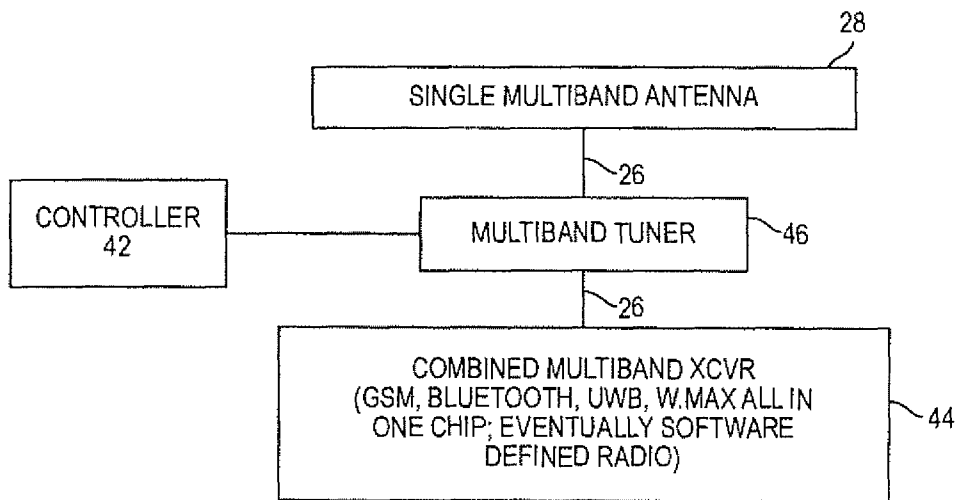 28
SINGLE MULTIBAND ANTENNA
26
CONTROLLER
42
MULTIBAND TUNER
46
26
COMBINED MULTIBAND XCVR
(GSM, BLUETOOTH, UWB, W.MAX ALL IN
ONE CHIP; EVENTUALLY SOFTWARE
DEFINED RADIO)
44